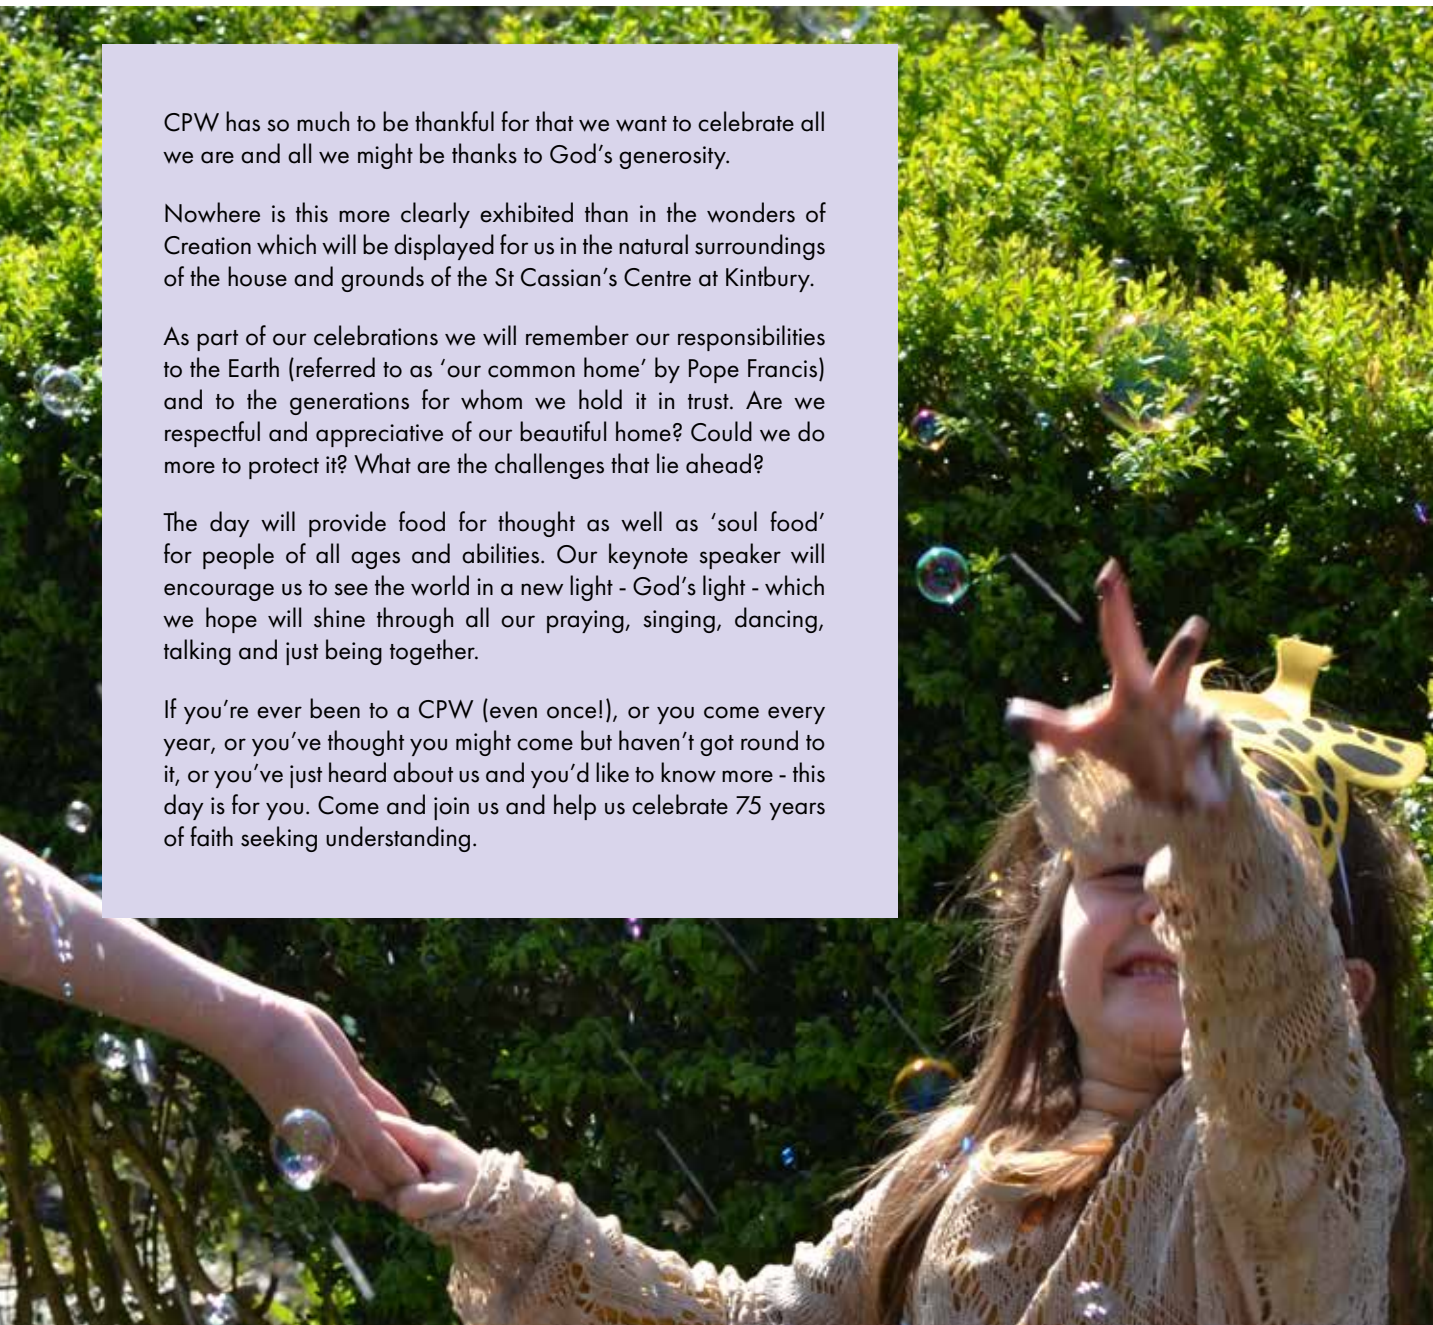 CPW has so much to be thankful for that we want to celebrate all
we are and all we might be thanks to God’s generosity.
Nowhere is this more clearly exhibited than in the wonders of
Creation which will be displayed for us in the natural surroundings
of the house and grounds of the St Cassian’s Centre at Kintbury.
As part of our celebrations we will remember our responsibilities
to the Earth (referred to as ‘our common home’ by Pope Francis)
and to the generations for whom we hold it in trust. Are we
respectful and appreciative of our beautiful home? Could we do
more to protect it? What are the challenges that lie ahead?
The day will provide food for thought as well as ‘soul food’
for people of all ages and abilities. Our keynote speaker will
encourage us to see the world in a new light - God’s light - which
we hope will shine through all our praying, singing, dancing,
talking and just being together.
If you’re ever been to a CPW (even once!), or you come every
year, or you’ve thought you might come but haven’t got round to
it, or you’ve just heard about us and you’d like to know more - this
day is for you. Come and join us and help us celebrate 75 years
of faith seeking understanding.